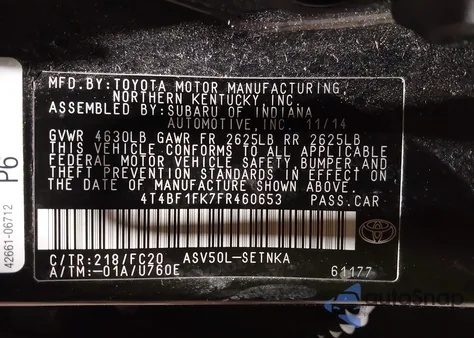 MFD.BY:TOYOTA MOTOR MANUFACTURING,
NORTHERN KENTUCKY, INC.
ASSEMBLED BY: SUBARU OF INDIANA
AUTOMOTIVE,INC. 11/14
GVWR 4630LB GAWR FR 2625LB RR 2625LB
THIS VEHICLE CONFORMS TO ALL APPLICABLE
FEDERAL MOTOR VEHICLE SAFETY,BUMPER,AND
THEFT PREVENTION STANDARDS IN EFFECT ON
THE DATE OF MANUFACTURE SHOWN ABOVE.
4T4BF1FK7FR460653 PASS.CAR
C/TR:218/FC20 ASV50L-SETNKA
A/TM:-01A/U760E 61177
42661-06712 P6
autoSnap